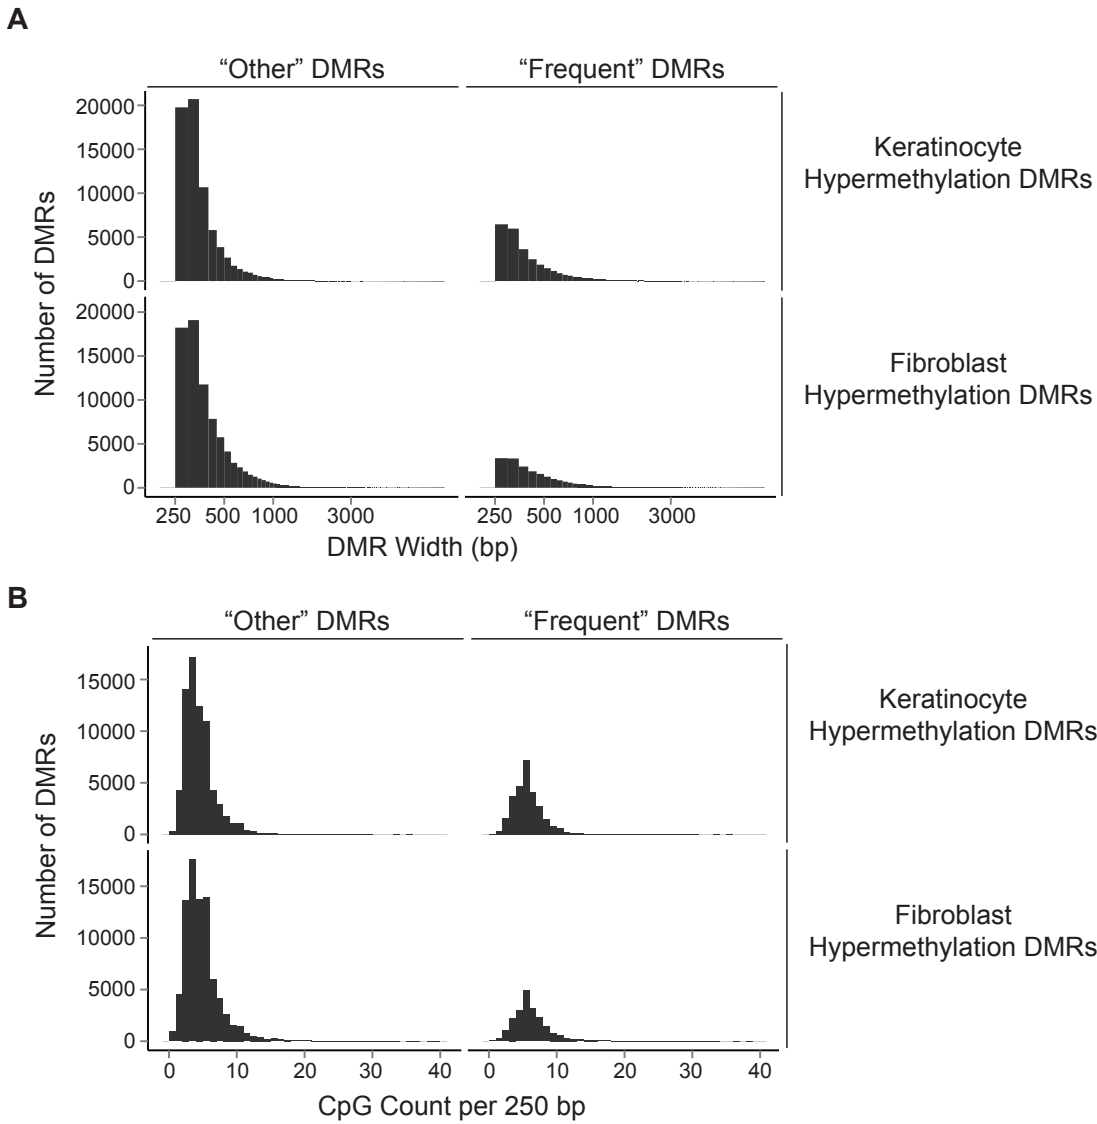 A
“Other” DMRs
“Frequent” DMRs
Number of DMRs
20000
15000
10000
5000
0
Keratinocyte
Hypermethylation DMRs
20000
15000
10000
5000
0
Fibroblast
Hypermethylation DMRs
250 500 1000 3000
250 500 1000 3000
DMR Width (bp)
B
“Other” DMRs
“Frequent” DMRs
Number of DMRs
15000
10000
5000
0
Keratinocyte
Hypermethylation DMRs
15000
10000
5000
0
Fibroblast
Hypermethylation DMRs
0 10 20 30 40
0 10 20 30 40
CpG Count per 250 bp